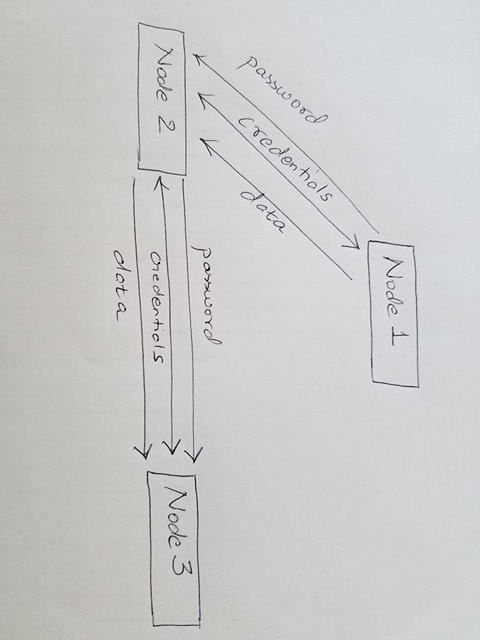 Node 1
password
credentials
data
Node 2
password
credentials
data
Node 3